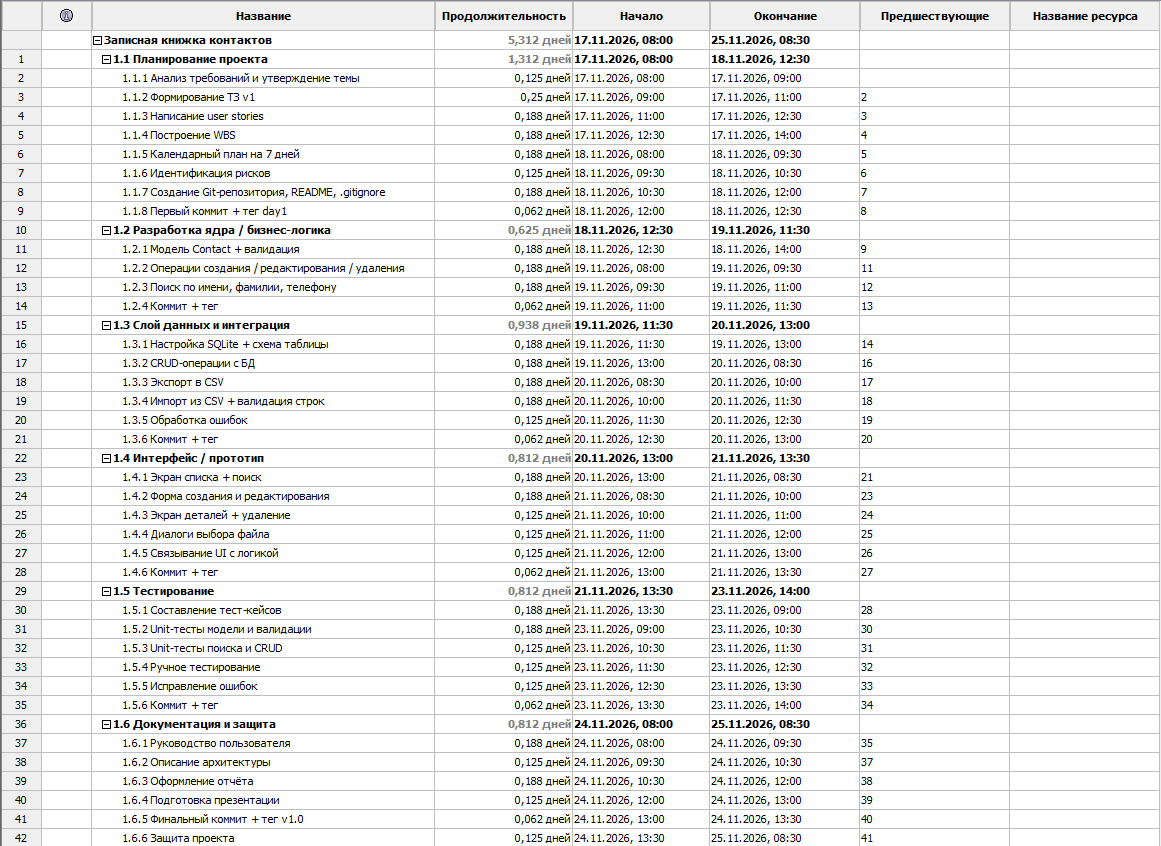 Название Продолжительность Начало Окончание Предшествующие Название ресурса
Записная книжка контактов 5,312 дней 17.11.2026, 08:00 25.11.2026, 08:30
1 1.1 Планирование проекта 1,312 дней 17.11.2026, 08:00 18.11.2026, 12:30
2 1.1.1 Анализ требований и утверждение темы 0,125 дней 17.11.2026, 08:00 17.11.2026, 09:00
3 1.1.2 Формирование ТЗ v1 0,25 дней 17.11.2026, 09:00 17.11.2026, 11:00 2
4 1.1.3 Написание user stories 0,188 дней 17.11.2026, 11:00 17.11.2026, 12:30 3
5 1.1.4 Построение WBS 0,188 дней 17.11.2026, 12:30 17.11.2026, 14:00 4
6 1.1.5 Календарный план на 7 дней 0,188 дней 18.11.2026, 08:00 18.11.2026, 09:30 5
7 1.1.6 Идентификация рисков 0,125 дней 18.11.2026, 09:30 18.11.2026, 10:30 6
8 1.1.7 Создание Git-репозитория, README, .gitignore 0,188 дней 18.11.2026, 10:30 18.11.2026, 12:00 7
9 1.1.8 Первый коммит + тег day1 0,062 дней 18.11.2026, 12:00 18.11.2026, 12:30 8
10 1.2 Разработка ядра / бизнес-логика 0,625 дней 18.11.2026, 12:30 19.11.2026, 11:30
11 1.2.1 Модель Contact + валидация 0,188 дней 18.11.2026, 12:30 18.11.2026, 14:00 9
12 1.2.2 Операции создания / редактирования / удаления 0,188 дней 19.11.2026, 08:00 19.11.2026, 09:30 11
13 1.2.3 Поиск по имени, фамилии, телефону 0,188 дней 19.11.2026, 09:30 19.11.2026, 11:00 12
14 1.2.4 Коммит + тег 0,062 дней 19.11.2026, 11:00 19.11.2026, 11:30 13
15 1.3 Слой данных и интеграция 0,938 дней 19.11.2026, 11:30 20.11.2026, 13:00
16 1.3.1 Настройка SQLite + схема таблицы 0,188 дней 19.11.2026, 11:30 19.11.2026, 13:00 14
17 1.3.2 CRUD-операции с БД 0,188 дней 19.11.2026, 13:00 20.11.2026, 08:30 16
18 1.3.3 Экспорт в CSV 0,188 дней 20.11.2026, 08:30 20.11.2026, 10:00 17
19 1.3.4 Импорт из CSV + валидация строк 0,188 дней 20.11.2026, 10:00 20.11.2026, 11:30 18
20 1.3.5 Обработка ошибок 0,125 дней 20.11.2026, 11:30 20.11.2026, 12:30 19
21 1.3.6 Коммит + тег 0,062 дней 20.11.2026, 12:30 20.11.2026, 13:00 20
22 1.4 Интерфейс / прототип 0,812 дней 20.11.2026, 13:00 21.11.2026, 13:30
23 1.4.1 Экран списка + поиск 0,188 дней 20.11.2026, 13:00 21.11.2026, 08:30 21
24 1.4.2 Форма создания и редактирования 0,188 дней 21.11.2026, 08:30 21.11.2026, 10:00 23
25 1.4.3 Экран деталей + удаление 0,125 дней 21.11.2026, 10:00 21.11.2026, 11:00 24
26 1.4.4 Диалоги выбора файла 0,125 дней 21.11.2026, 11:00 21.11.2026, 12:00 25
27 1.4.5 Связывание UI с логикой 0,125 дней 21.11.2026, 12:00 21.11.2026, 13:00 26
28 1.4.6 Коммит + тег 0,062 дней 21.11.2026, 13:00 21.11.2026, 13:30 27
29 1.5 Тестирование 0,812 дней 21.11.2026, 13:30 23.11.2026, 14:00
30 1.5.1 Составление тест-кейсов 0,188 дней 21.11.2026, 13:30 23.11.2026, 09:00 28
31 1.5.2 Unit-тесты модели и валидации 0,188 дней 23.11.2026, 09:00 23.11.2026, 10:30 30
32 1.5.3 Unit-тесты поиска и CRUD 0,125 дней 23.11.2026, 10:30 23.11.2026, 11:30 31
33 1.5.4 Ручное тестирование 0,125 дней 23.11.2026, 11:30 23.11.2026, 12:30 32
34 1.5.5 Исправление ошибок 0,125 дней 23.11.2026, 12:30 23.11.2026, 13:30 33
35 1.5.6 Коммит + тег 0,062 дней 23.11.2026, 13:30 23.11.2026, 14:00 34
36 1.6 Документация и защита 0,812 дней 24.11.2026, 08:00 25.11.2026, 08:30
37 1.6.1 Руководство пользователя 0,188 дней 24.11.2026, 08:00 24.11.2026, 09:30 35
38 1.6.2 Описание архитектуры 0,125 дней 24.11.2026, 09:30 24.11.2026, 10:30 37
39 1.6.3 Оформление отчёта 0,188 дней 24.11.2026, 10:30 24.11.2026, 12:00 38
40 1.6.4 Подготовка презентации 0,125 дней 24.11.2026, 12:00 24.11.2026, 13:00 39
41 1.6.5 Финальный коммит + тег v1.0 0,062 дней 24.11.2026, 13:00 24.11.2026, 13:30 40
42 1.6.6 Защита проекта 0,125 дней 24.11.2026, 13:30 25.11.2026, 08:30 41